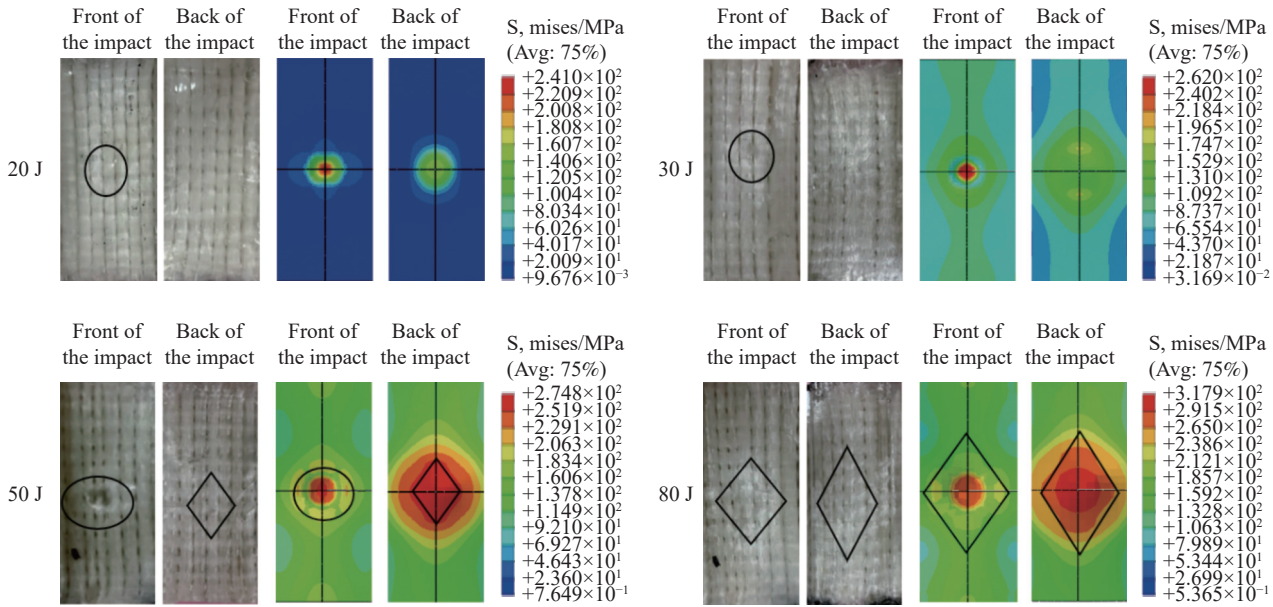 Front of
the impact
Back of
the impact
Front of
the impact
Back of
the impact
S, mises/MPa
(Avg: 75%)
20 J
+2.410×10²
+2.209×10²
+2.008×10²
+1.808×10²
+1.607×10²
+1.406×10²
+1.205×10²
+1.004×10²
+8.034×10¹
+6.026×10¹
+4.017×10¹
+2.009×10¹
+9.676×10⁻³
Front of
the impact
Back of
the impact
Front of
the impact
Back of
the impact
S, mises/MPa
(Avg: 75%)
30 J
+2.620×10²
+2.402×10²
+2.184×10²
+1.965×10²
+1.747×10²
+1.529×10²
+1.310×10²
+1.092×10²
+8.737×10¹
+6.554×10¹
+4.370×10¹
+2.187×10¹
+3.169×10⁻²
Front of
the impact
Back of
the impact
Front of
the impact
Back of
the impact
S, mises/MPa
(Avg: 75%)
50 J
+2.748×10²
+2.519×10²
+2.291×10²
+2.063×10²
+1.834×10²
+1.606×10²
+1.378×10²
+1.149×10²
+9.210×10¹
+6.927×10¹
+4.643×10¹
+2.360×10¹
+7.649×10⁻¹
Front of
the impact
Back of
the impact
Front of
the impact
Back of
the impact
S, mises/MPa
(Avg: 75%)
80 J
+3.179×10²
+2.915×10²
+2.650×10²
+2.386×10²
+2.121×10²
+1.857×10²
+1.592×10²
+1.328×10²
+1.063×10²
+7.989×10¹
+5.344×10¹
+2.699×10¹
+5.365×10⁻¹